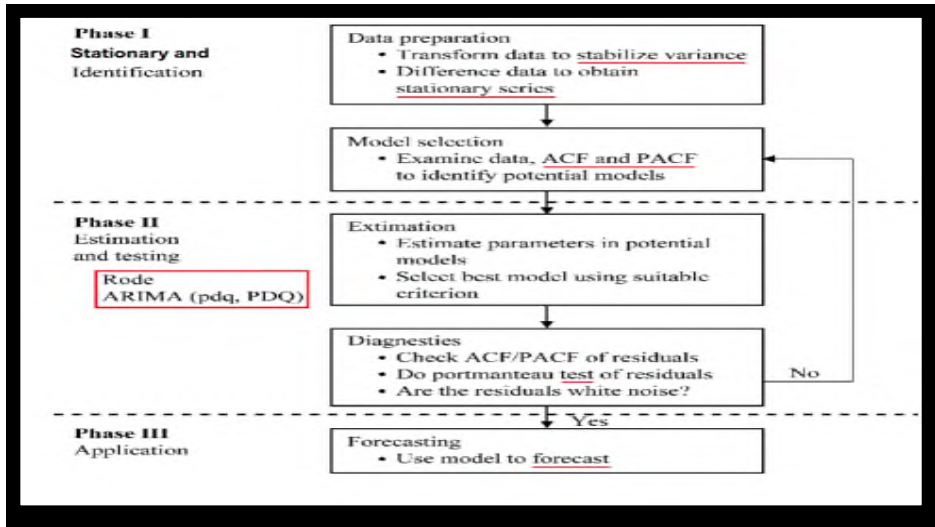 Phase I
Stationary and
Identification
Data preparation
• Transform data to stabilize variance
• Difference data to obtain
stationary series
Model selection
• Examine data, ACF and PACF
to identify potential models
Phase II
Estimation
and testing
Rode
ARIMA (pdq, PDQ)
Extimation
• Estimate parameters in potential
models
• Select best model using suitable
criterion
Diagnesties
• Check ACF/PACF of residuals
• Do portmanteau test of residuals
• Are the residuals white noise?
No
Yes
Phase III
Application
Forecasting
• Use model to forecast